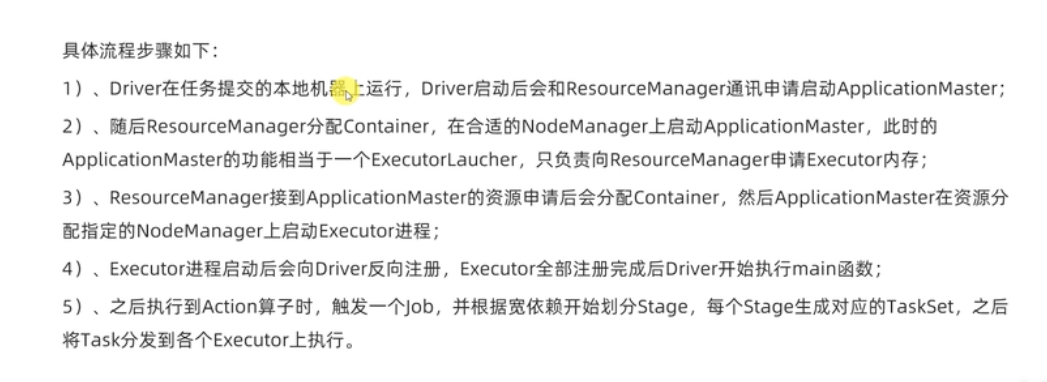 具体流程步骤如下：
1）、Driver在任务提交的本地机器上运行，Driver启动后会和ResourceManager通讯申请启动ApplicationMaster；
2）、随后ResourceManager分配Container，在合适的NodeManager上启动ApplicationMaster，此时的
ApplicationMaster的功能相当于一个ExecutorLaucher，只负责向ResourceManager申请Executor内存；
3）、ResourceManager接到ApplicationMaster的资源申请后会分配Container，然后ApplicationMaster在资源分
配指定的NodeManager上启动Executor进程；
4）、Executor进程启动后会向Driver反向注册，Executor全部注册完成后Driver开始执行main函数；
5）、之后执行到Action算子时，触发一个Job，并根据宽依赖开始划分Stage，每个Stage生成对应的TaskSet，之后
将Task分发到各个Executor上执行。